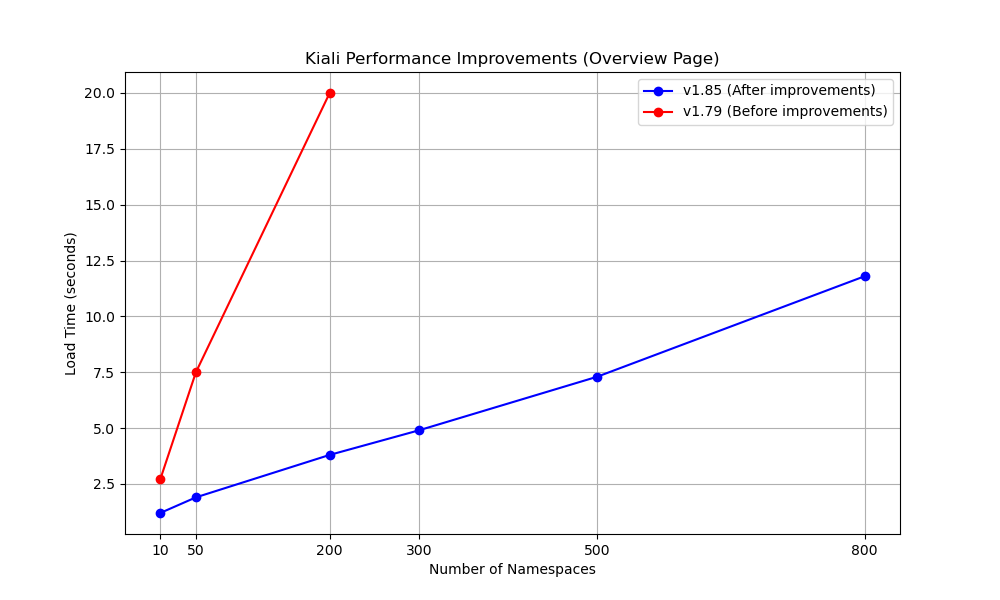 Kiali Performance Improvements (Overview Page)
v1.85 (After improvements)
v1.79 (Before improvements)
Load Time (seconds)
20.0
17.5
15.0
12.5
10.0
7.5
5.0
2.5
10 50 200 300 500 800
Number of Namespaces